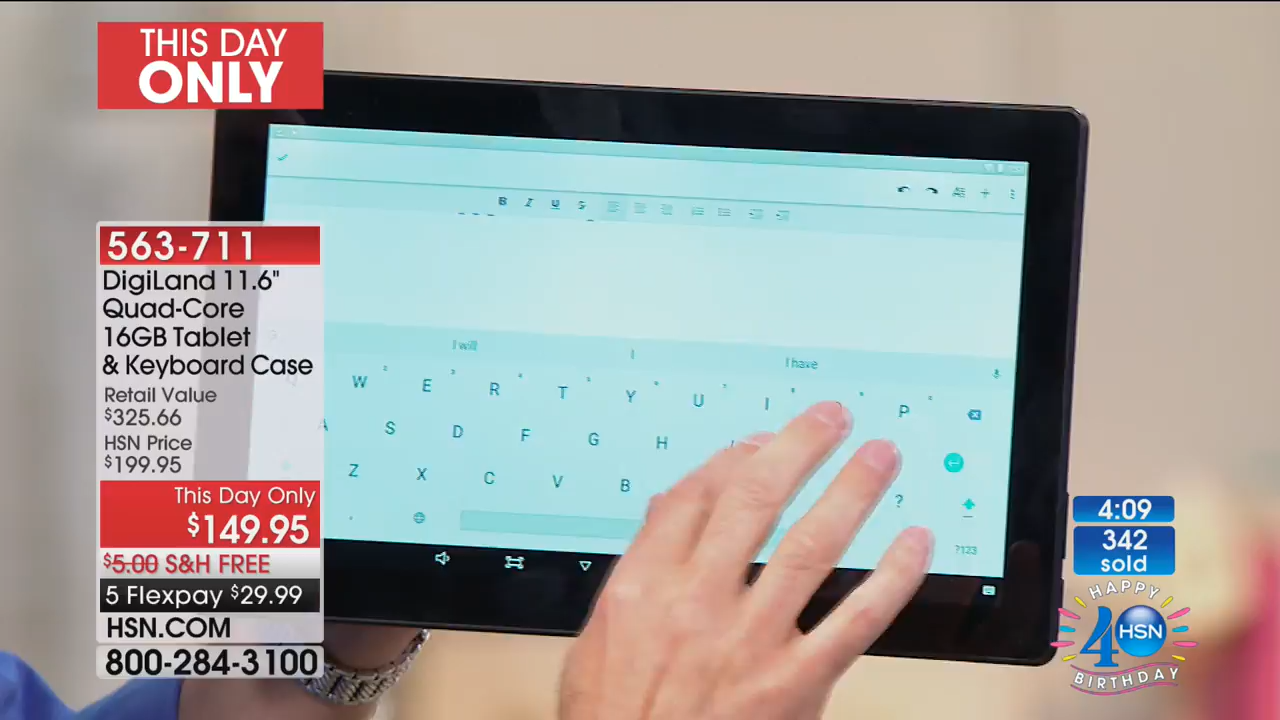 THIS DAY
ONLY
563-711
DigiLand 11.6"
Quad-Core
16GB Tablet
& Keyboard Case
Retail Value
$325.66
HSN Price
$199.95
This Day Only
$149.95
$5.00 S&H FREE
5 Flexpay $29.99
HSN.COM
800-284-3100
B I U S
I will I I have
W E R T Y U I P
A S D F G H
Z X C V B ?
?123
4:09
342
sold
HAPPY
40 HSN
BIRTHDAY